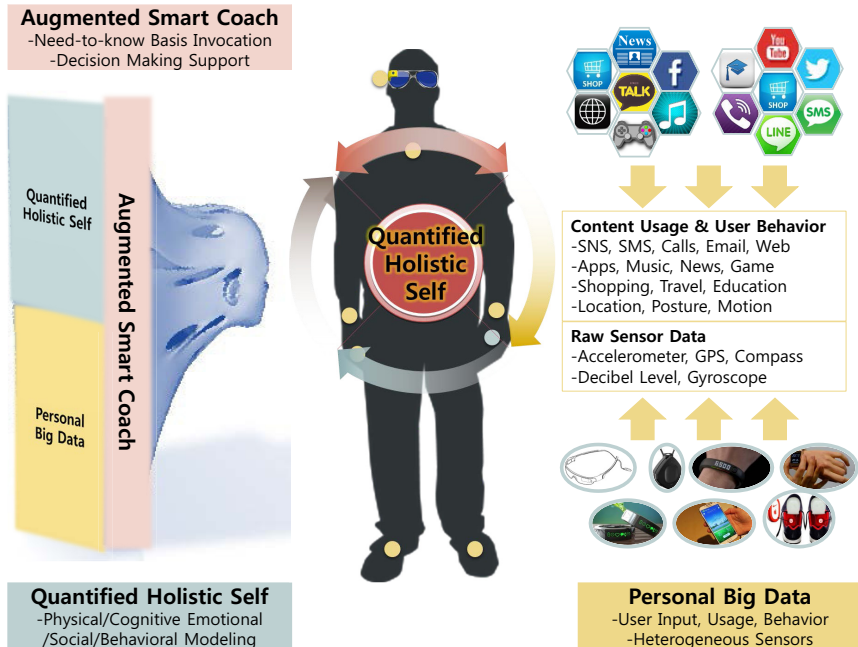 Augmented Smart Coach
-Need-to-know Basis Invocation
-Decision Making Support
Quantified
Holistic Self
Personal
Big Data
Augmented Smart Coach
Quantified
Holistic
Self
News
SHOP
TALK
You
Tube
SHOP
SMS
LINE
Content Usage & User Behavior
-SNS, SMS, Calls, Email, Web
-Apps, Music, News, Game
-Shopping, Travel, Education
-Location, Posture, Motion
Raw Sensor Data
-Accelerometer, GPS, Compass
-Decibel Level, Gyroscope
Quantified Holistic Self
-Physical/Cognitive Emotional
/Social/Behavioral Modeling
Personal Big Data
-User Input, Usage, Behavior
-Heterogeneous Sensors